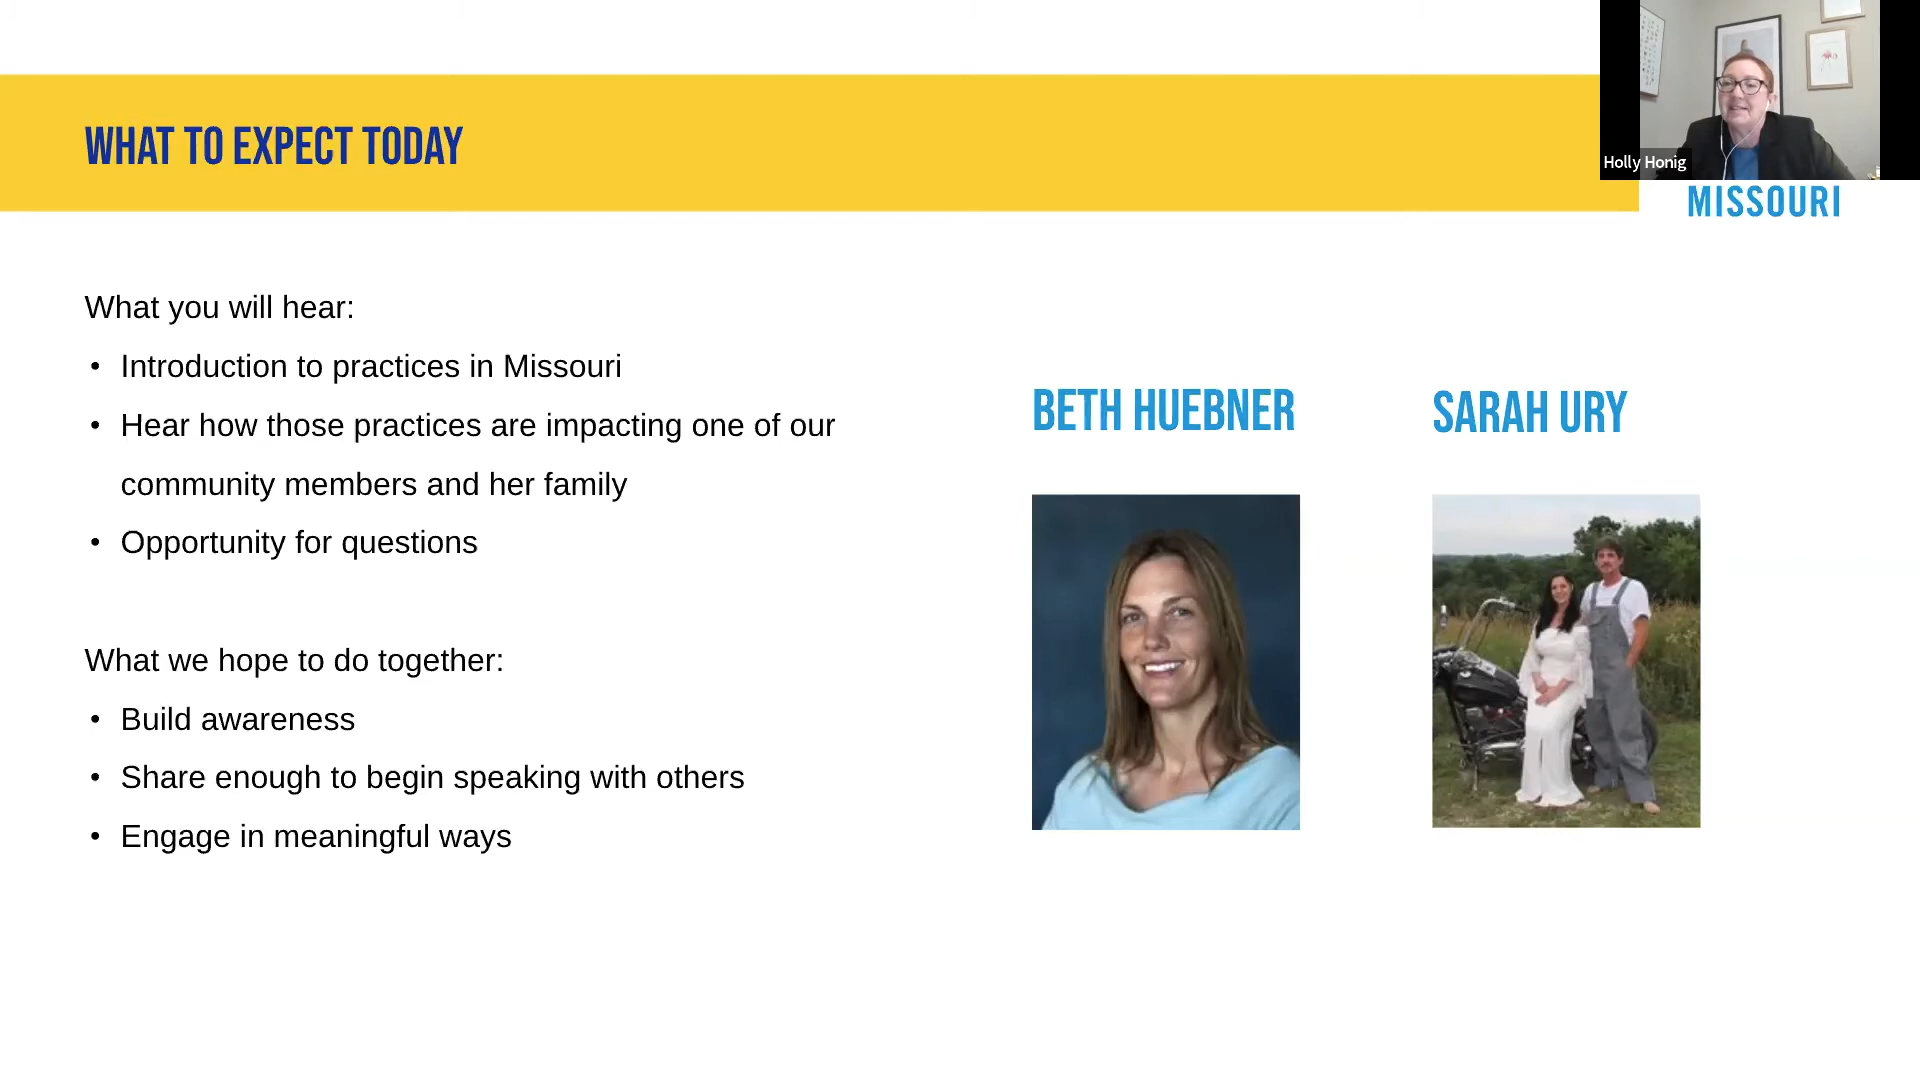 WHAT TO EXPECT TODAY
Holly Honig
MISSOURI
What you will hear:
• Introduction to practices in Missouri
• Hear how those practices are impacting one of our
community members and her family
• Opportunity for questions
What we hope to do together:
• Build awareness
• Share enough to begin speaking with others
• Engage in meaningful ways
BETH HUEBNER
SARAH URY